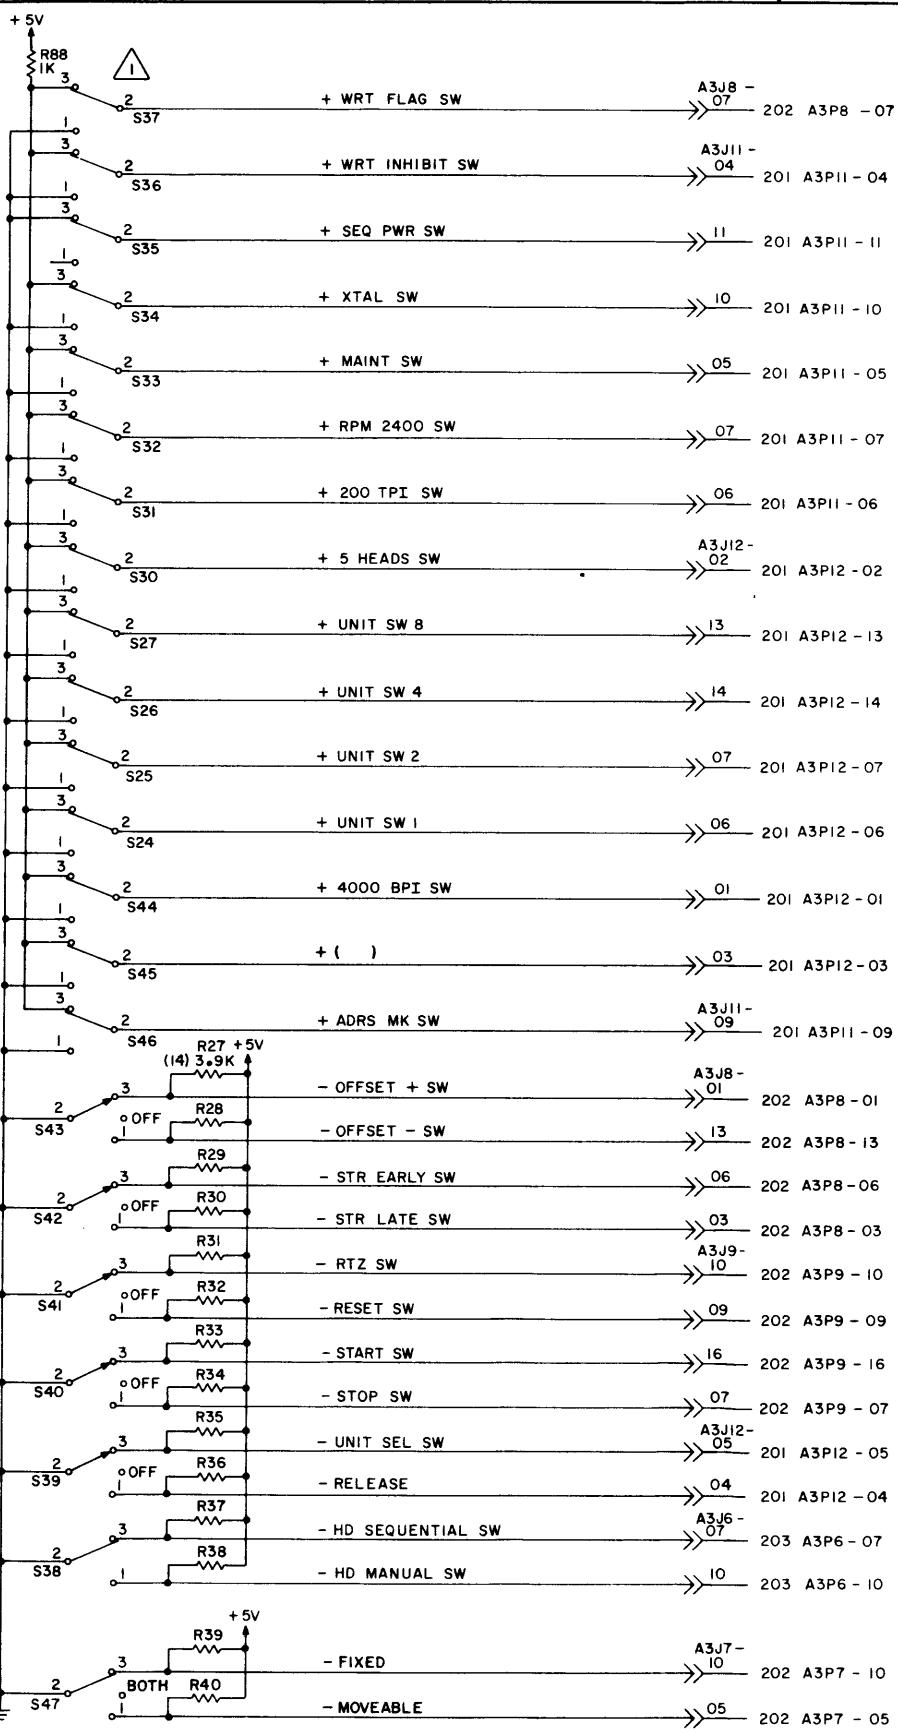 + 5V
R88
1K
1
3
2
S37
+ WRT FLAG SW
A3J8 -
07
202 A3P8 - 07
1
3
2
S36
+ WRT INHIBIT SW
A3J11 -
04
201 A3P11 - 04
1
3
2
S35
+ SEQ PWR SW
11
201 A3P11 - 11
1
3
2
S34
+ XTAL SW
10
201 A3P11 - 10
1
3
2
S33
+ MAINT SW
05
201 A3P11 - 05
1
3
2
S32
+ RPM 2400 SW
07
201 A3P11 - 07
1
3
2
S31
+ 200 TPI SW
06
201 A3P11 - 06
1
3
2
S30
+ 5 HEADS SW
A3J12 -
02
201 A3P12 - 02
1
3
2
S27
+ UNIT SW 8
13
201 A3P12 - 13
1
3
2
S26
+ UNIT SW 4
14
201 A3P12 - 14
1
3
2
S25
+ UNIT SW 2
07
201 A3P12 - 07
1
3
2
S24
+ UNIT SW 1
06
201 A3P12 - 06
1
3
2
S44
+ 4000 BPI SW
01
201 A3P12 - 01
1
3
2
S45
+ ( )
03
201 A3P12 - 03
1
3
2
S46
+ ADRS MK SW
A3J11 -
09
201 A3P11 - 09
1
R27 +5V
(14) 3.9K
3
2
S43
OFF
1
- OFFSET + SW
A3J8 -
01
202 A3P8 - 01
R28
- OFFSET - SW
13
202 A3P8 - 13
R29
3
2
S42
OFF
1
- STR EARLY SW
06
202 A3P8 - 06
R30
- STR LATE SW
03
202 A3P8 - 03
R31
3
2
S41
OFF
1
- RTZ SW
A3J9 -
10
202 A3P9 - 10
R32
- RESET SW
09
202 A3P9 - 09
R33
3
2
S40
OFF
1
- START SW
16
202 A3P9 - 16
R34
- STOP SW
07
202 A3P9 - 07
R35
3
2
S39
OFF
1
- UNIT SEL SW
A3J12 -
05
201 A3P12 - 05
R36
- RELEASE
04
201 A3P12 - 04
R37
3
2
S38
1
- HD SEQUENTIAL SW
A3J6 -
07
203 A3P6 - 07
R38
- HD MANUAL SW
10
203 A3P6 - 10
+ 5V
R39
3
2
S47
BOTH
1
- FIXED
A3J7 -
10
202 A3P7 - 10
R40
- MOVEABLE
05
202 A3P7 - 05